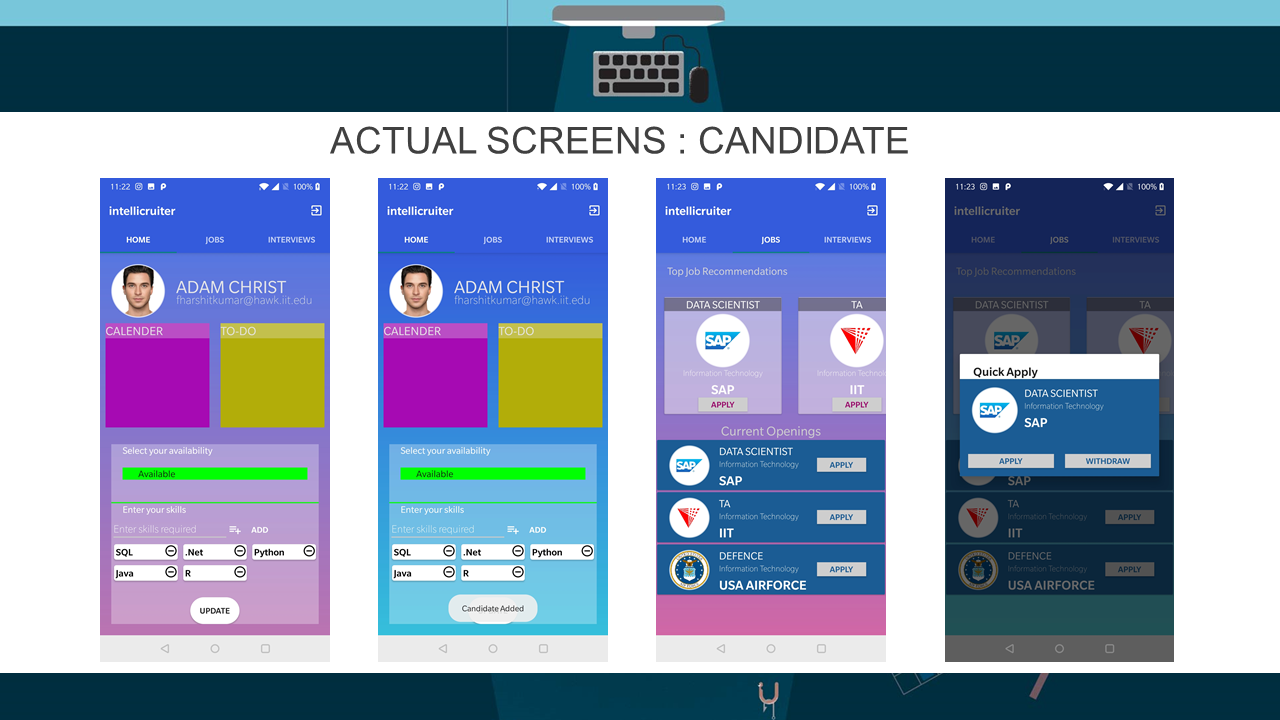 ACTUAL SCREENS : CANDIDATE
11:22 100%
intellicruiter
HOME JOBS INTERVIEWS
ADAM CHRIST
fharshitkumar@hawk.iit.edu
CALENDER TO-DO
Select your availability
Available
Enter your skills
Enter skills required ADD
SQL .Net Python
Java R
UPDATE
11:22 100%
intellicruiter
HOME JOBS INTERVIEWS
ADAM CHRIST
fharshitkumar@hawk.iit.edu
CALENDER TO-DO
Select your availability
Available
Enter your skills
Enter skills required ADD
SQL .Net Python
Java R
Candidate Added
11:23 100%
intellicruiter
HOME JOBS INTERVIEWS
Top Job Recommendations
DATA SCIENTIST TA
SAP
Information Technology Information Tec
SAP IIT
APPLY APPLY
Current Openings
DATA SCIENTIST
SAP Information Technology APPLY
SAP
TA
Information Technology APPLY
IIT
DEFENCE
Information Technology APPLY
USA AIRFORCE
11:23 100%
intellicruiter
HOME JOBS INTERVIEWS
Top Job Recommendations
DATA SCIENTIST TA
SAP
Quick Apply
DATA SCIENTIST
SAP Information Technology
SAP
APPLY WITHDRAW
SAP
TA
Information Technology APPLY
IIT
DEFENCE
Information Technology APPLY
USA AIRFORCE